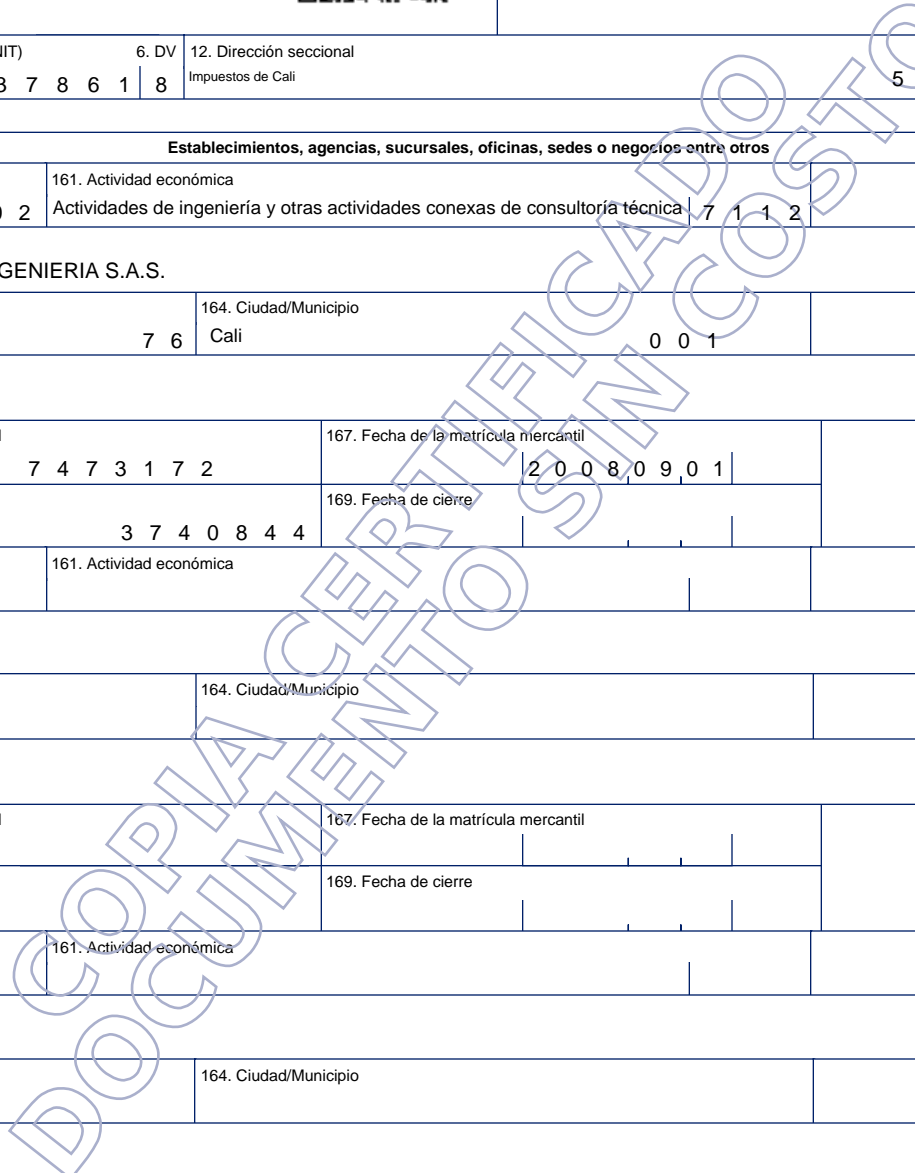 6. DV 12. Dirección seccional
7 8 6 1 8 Impuestos de Cali 5
Establecimientos, agencias, sucursales, oficinas, sedes o negocios entre otros
161. Actividad económica
2 Actividades de ingeniería y otras actividades conexas de consultoría técnica 7 1 1 2
S.A.S.
164. Ciudad/Municipio
7 6 Cali 0 0 1
167. Fecha de la matrícula mercantil
7 4 7 3 1 7 2 2 0 0 8 0 9 0 1
169. Fecha de cierre
3 7 4 0 8 4 4
161. Actividad económica
164. Ciudad/Municipio
167. Fecha de la matrícula mercantil
169. Fecha de cierre
161. Actividad económica
164. Ciudad/Municipio
COPIA CERTIFICADO
DOCUMENTO SIN COSTO